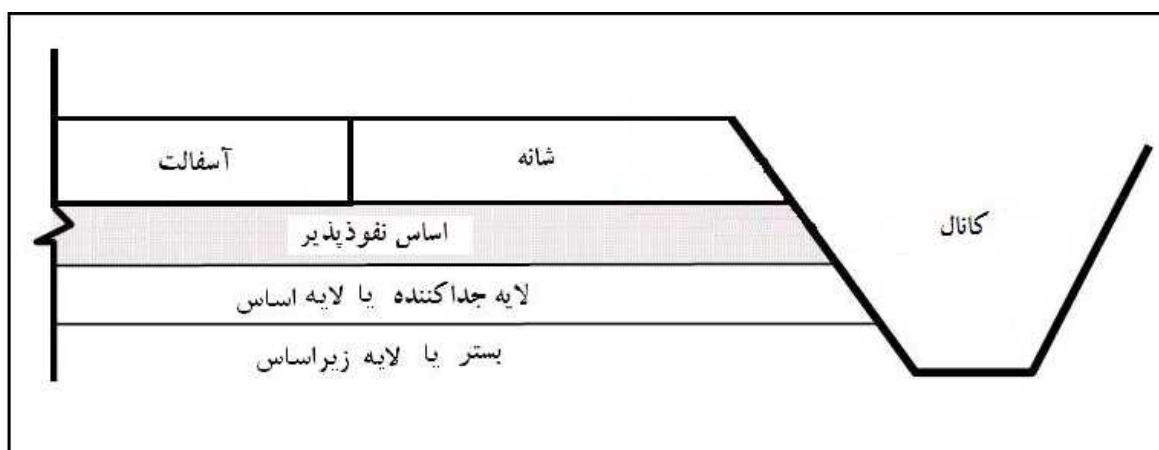 شانه
آسفالت
کانال
اساس نفوذپذیر
لایه جداکننده یا لایه اساس
بستر یا لایه زیراساس